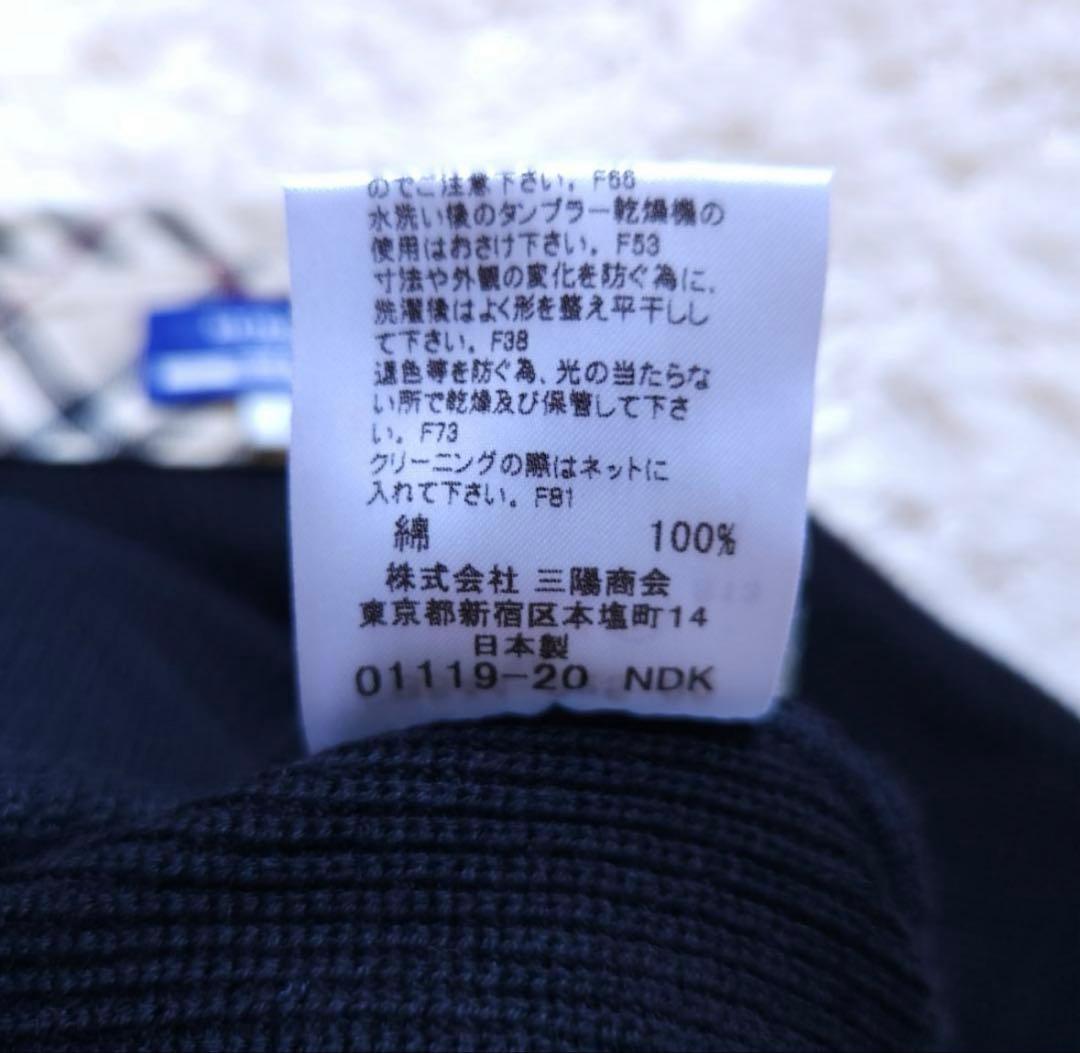 のでご注意下さい。F66
水洗い後のタンブラー乾燥機の
使用はおさけ下さい。F53
寸法や外観の変化を防ぐ為に、
洗濯後はよく形を整え平干しし
て下さい。F38
退色等を防ぐ為、光の当たらな
い所で乾燥及び保管して下さ
い。F73
クリーニングの際はネットに
入れて下さい。F81
綿 100%
株式会社 三陽商会
東京都新宿区本塩町14
日本製
01119-20 NDK